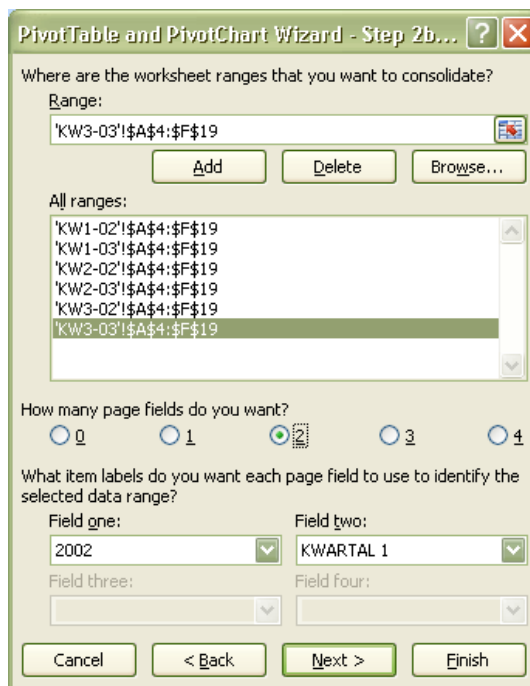 PivotTable and PivotChart Wizard - Step 2b...
Where are the worksheet ranges that you want to consolidate?
Range:
'KW3-03'!$A$4:$F$19
Add Delete Browse...
All ranges:
'KW1-02'!$A$4:$F$19
'KW1-03'!$A$4:$F$19
'KW2-02'!$A$4:$F$19
'KW2-03'!$A$4:$F$19
'KW3-02'!$A$4:$F$19
'KW3-03'!$A$4:$F$19
How many page fields do you want?
0 1 2 3 4
What item labels do you want each page field to use to identify the
selected data range?
Field one: Field two:
2002 KWARTAL 1
Field three: Field four:
Cancel < Back Next > Finish